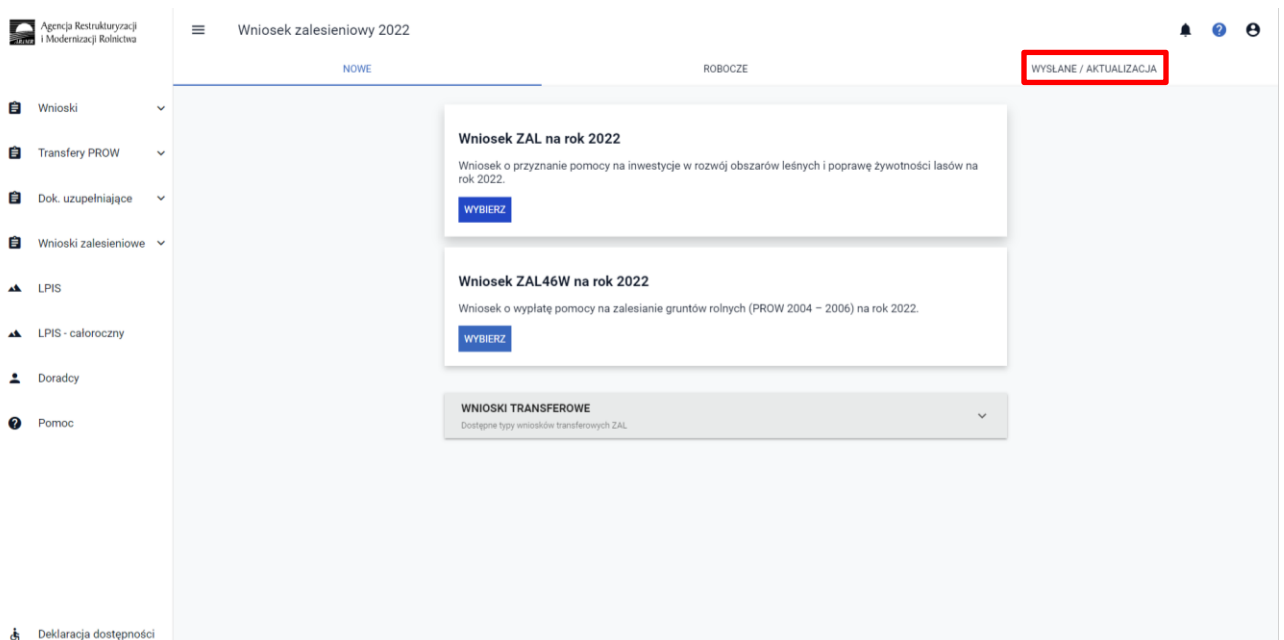 Agencja Restrukturyzacji
i Modernizacji Rolnictwa
Wniosek zalesieniowy 2022
NOWE
ROBOCZE
WYSŁANE / AKTUALIZACJA
Wnioski
Transfery PROW
Dok. uzupełniające
Wnioski zalesieniowe
LPIS
LPIS - całoroczny
Doradcy
Pomoc
Deklaracja dostępności
Wniosek ZAL na rok 2022
Wniosek o przyznanie pomocy na inwestycje w rozwój obszarów leśnych i poprawę żywotności lasów na
rok 2022.
WYBIERZ
Wniosek ZAL46W na rok 2022
Wniosek o wypłatę pomocy na zalesianie gruntów rolnych (PROW 2004 – 2006) na rok 2022.
WYBIERZ
WNIOSKI TRANSFEROWE
Dostępne typy wniosków transferowych ZAL